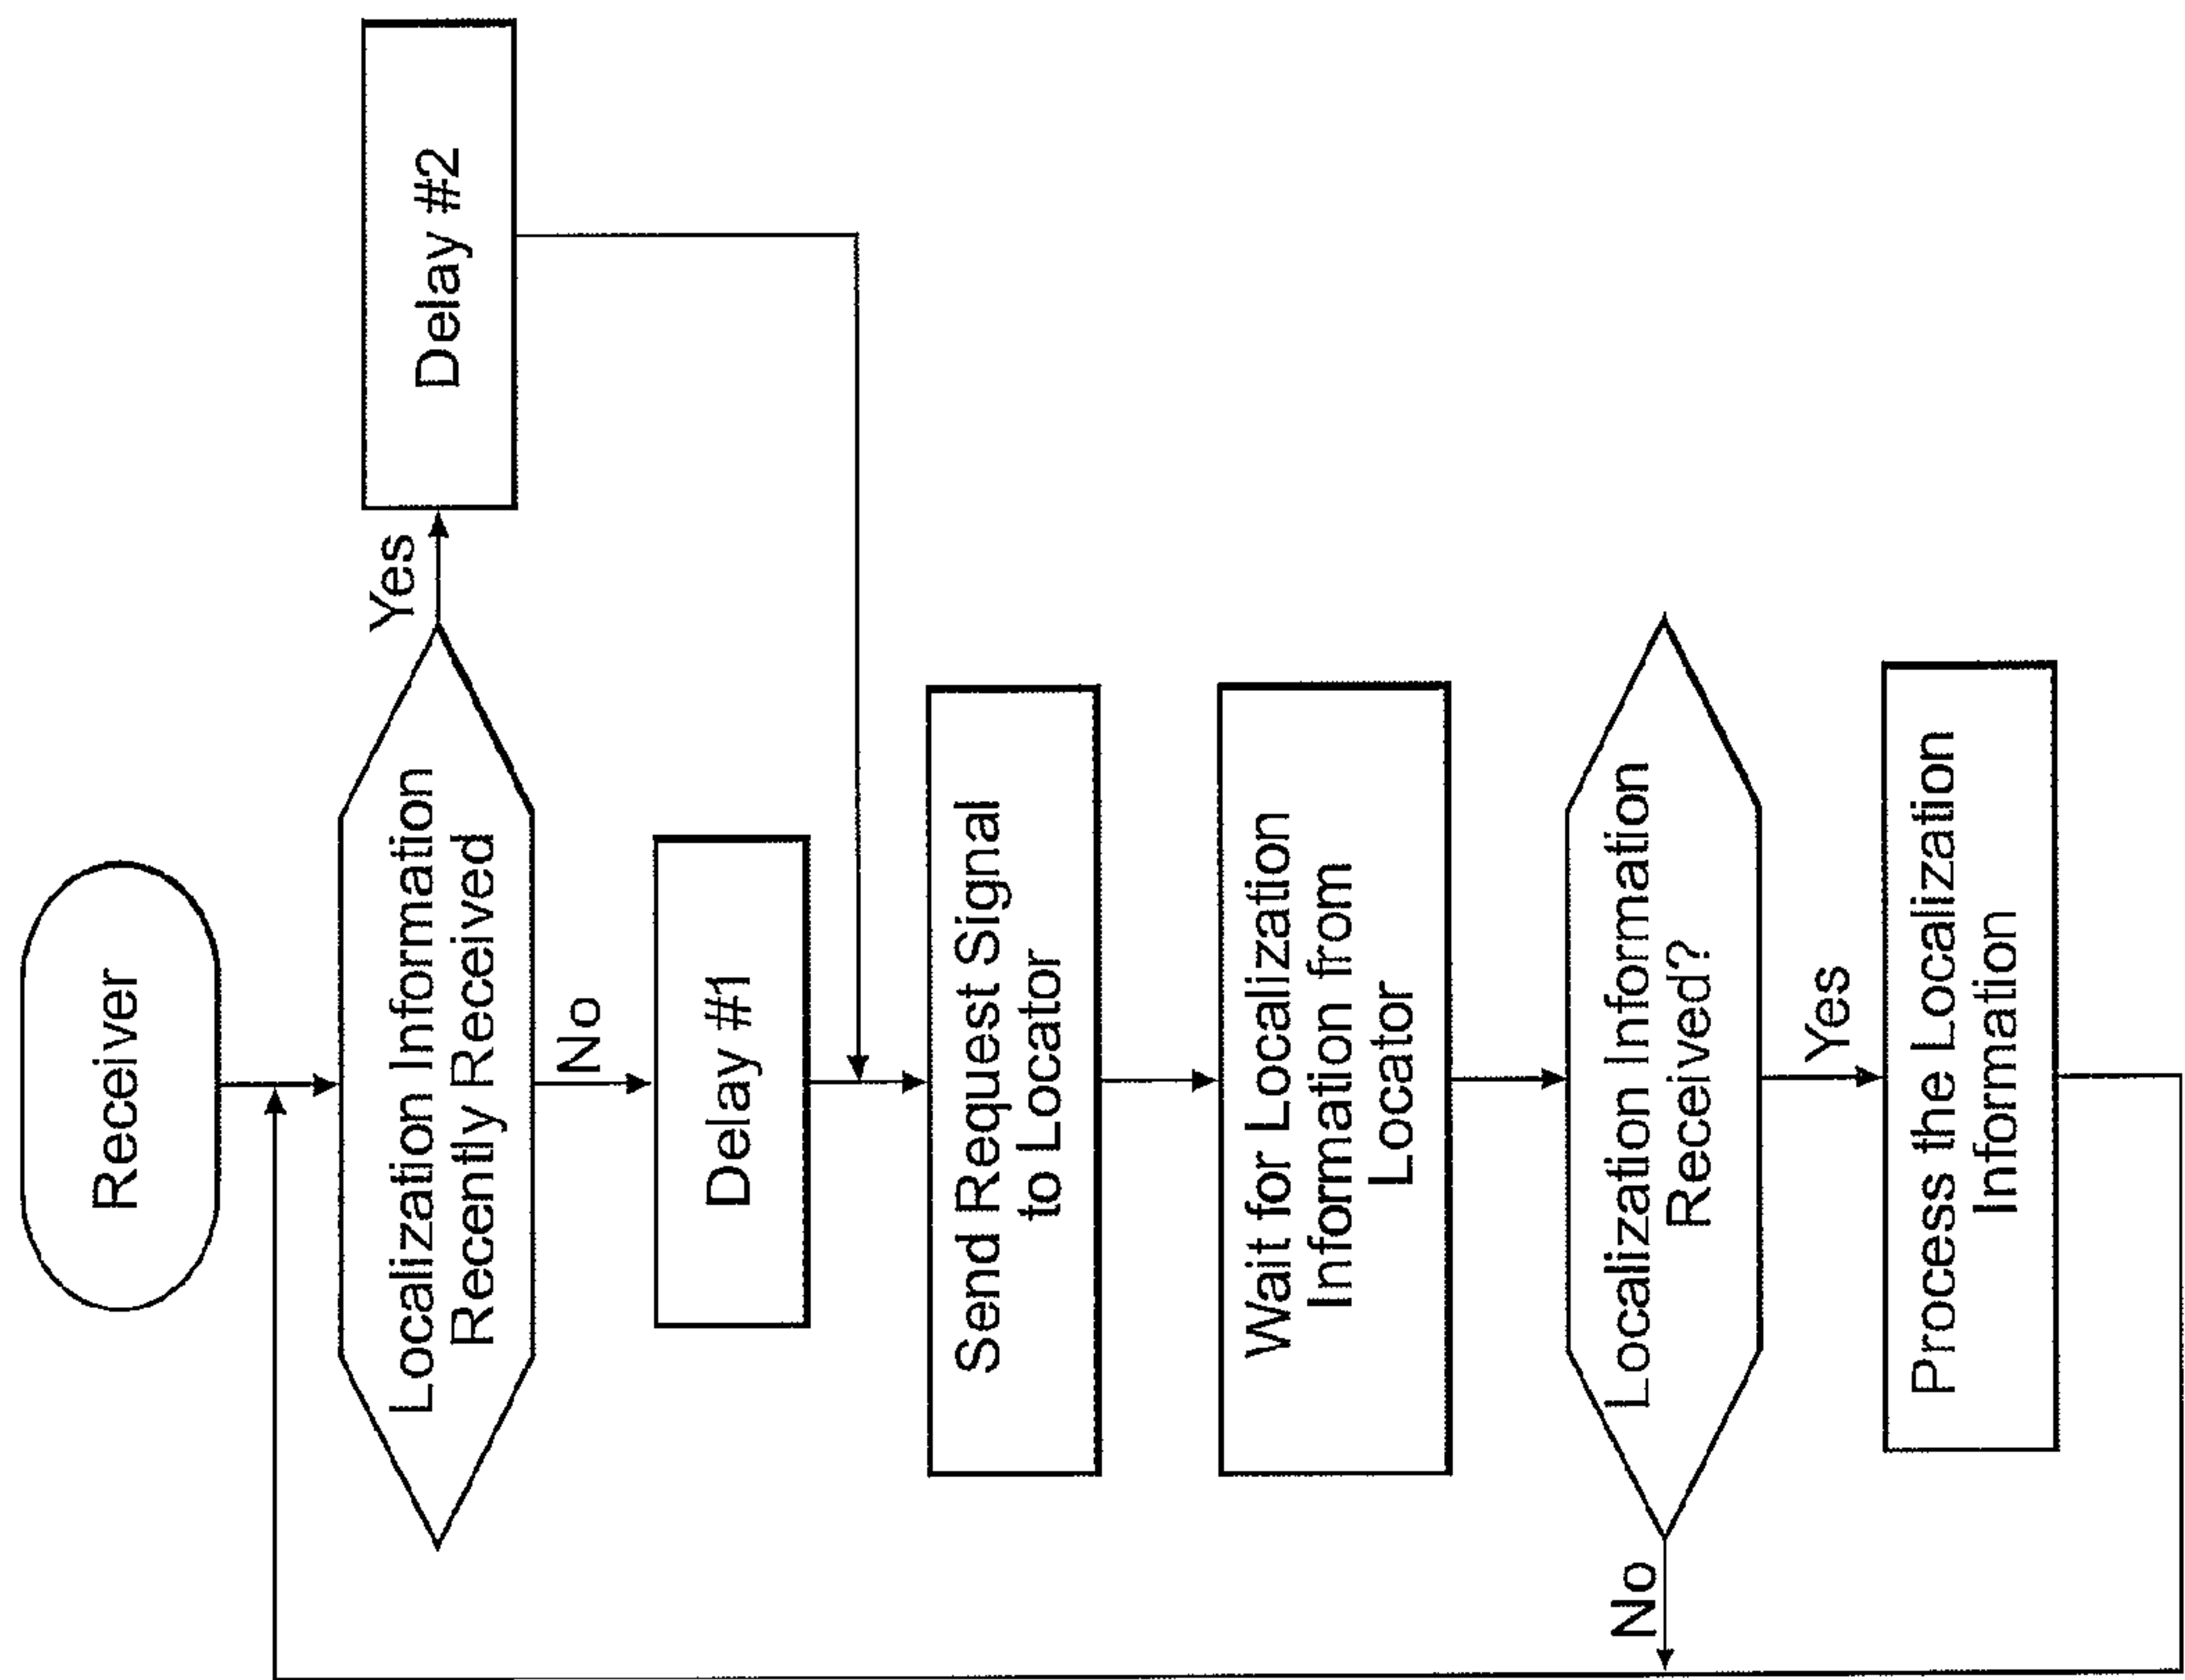 Receiver
Localization Information
Recently Received
Yes
Delay #2
No
Delay #1
Send Request Signal
to Locator
Wait for Localization
Information from
Locator
Localization Information
Received?
No
Yes
Process the Localization
Information